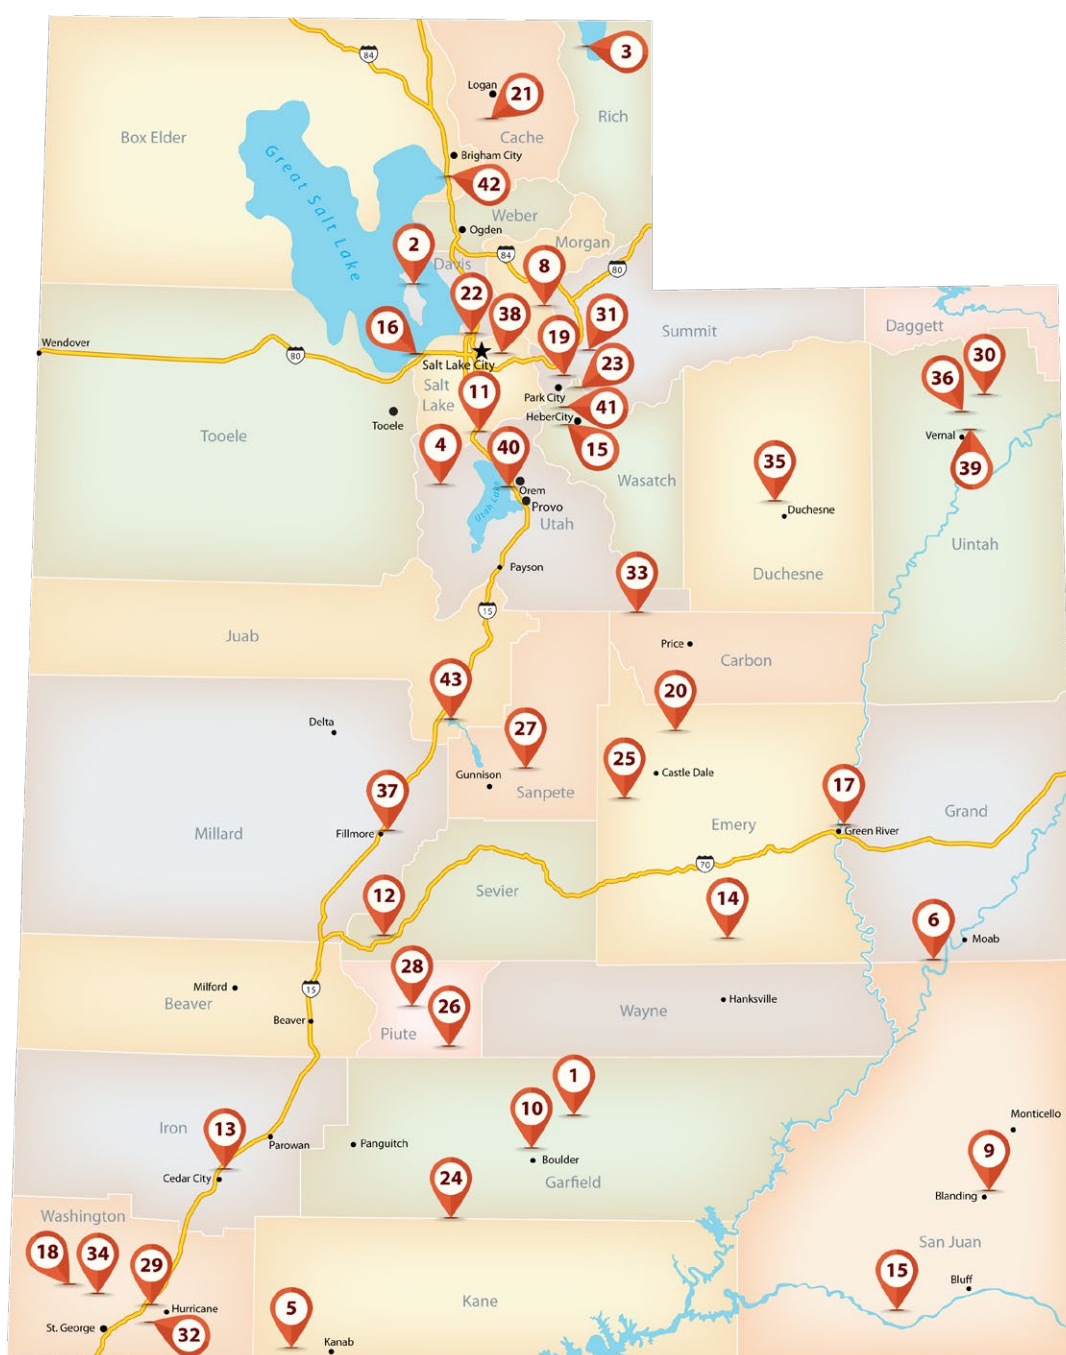 84
3
Logan
21
Rich
Box Elder
Cache
Brigham City
42
Great Salt Lake
Weber
Ogden
2
Morgan
84
Davis
8
80
22
38
31
16
19
Summit
Daggett
Wendover
80
30
Salt Lake City
23
36
Salt
Lake
11
Park City
41
Tooele
HeberCity
Tooele
4
40
15
Vernal
35
39
Wasatch
Orem
Utah Lake
Provo
Duchesne
Utah
Uintah
Payson
33
Duchesne
15
Juab
Price
Carbon
43
20
Delta
27
25
Gunnison
Castle Dale
37
Sanpete
17
Grand
Millard
Fillmore
Emery
Green River
70
12
Sevier
14
6
Moab
28
Milford
15
Hanksville
Beaver
26
Wayne
Beaver
Piute
1
10
Monticello
Iron
13
Parowan
Panguitch
9
Cedar City
Boulder
24
Garfield
Blanding
Washington
San Juan
18
34
29
15
Bluff
Hurricane
5
Kane
St. George
32
Kanab